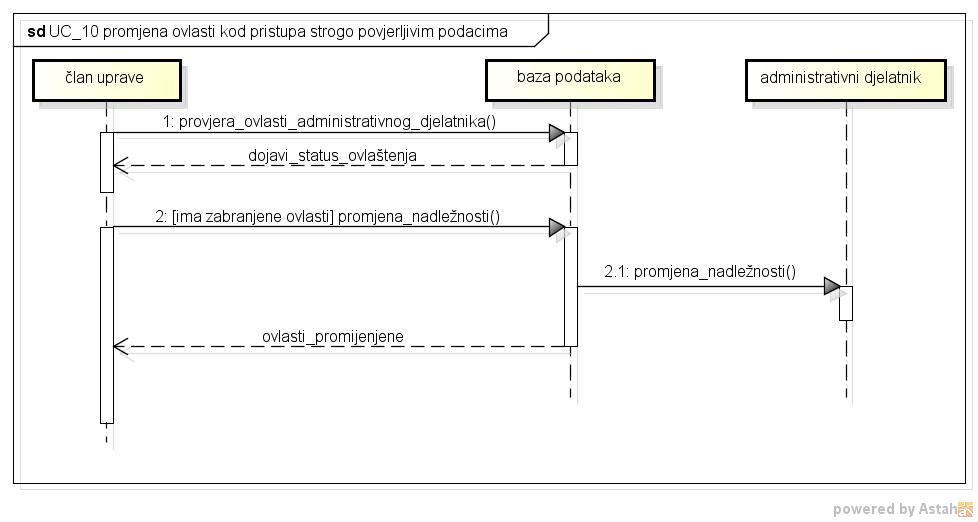 sd UC_10 promjena ovlasti kod pristupa strogo povjerljivim podacima
član uprave
baza podataka
administrativni djelatnik
1: provjera_ovlasti_administrativnog_djelatnika()
dojavi_status_ovlaštenja
2: [ima zabranjene ovlasti] promjena_nadležnosti()
2.1: promjena_nadležnosti()
ovlasti_promijenjene
powered by Astah